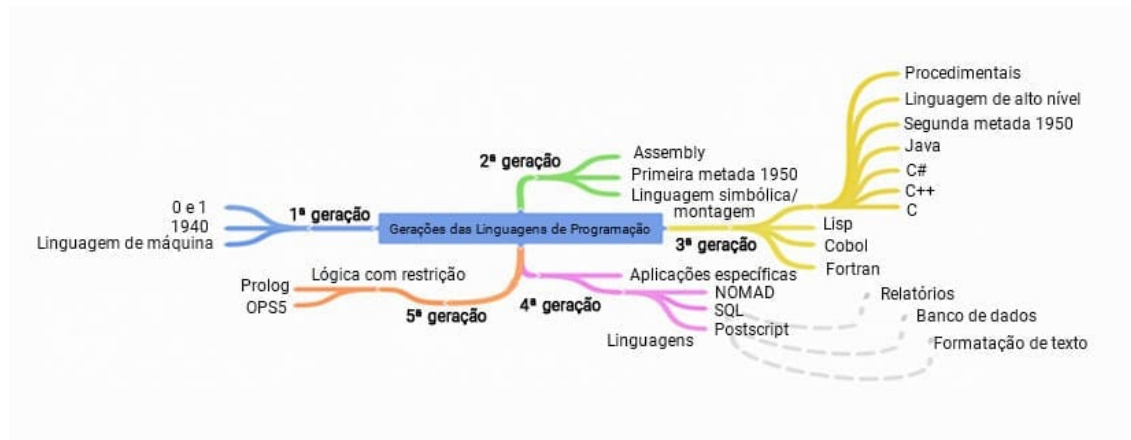 Gerações das Linguagens de Programação
1ª geração
0 e 1
1940
Linguagem de máquina
2ª geração
Assembly
Primeira metada 1950
Linguagem simbólica/
montagem
3ª geração
Procedimentais
Linguagem de alto nível
Segunda metada 1950
Java
C#
C++
C
Lisp
Cobol
Fortran
4ª geração
Aplicações específicas
NOMAD
SQL
Postscript
Linguagens
Relatórios
Banco de dados
Formatação de texto
5ª geração
Lógica com restrição
Prolog
OPS5